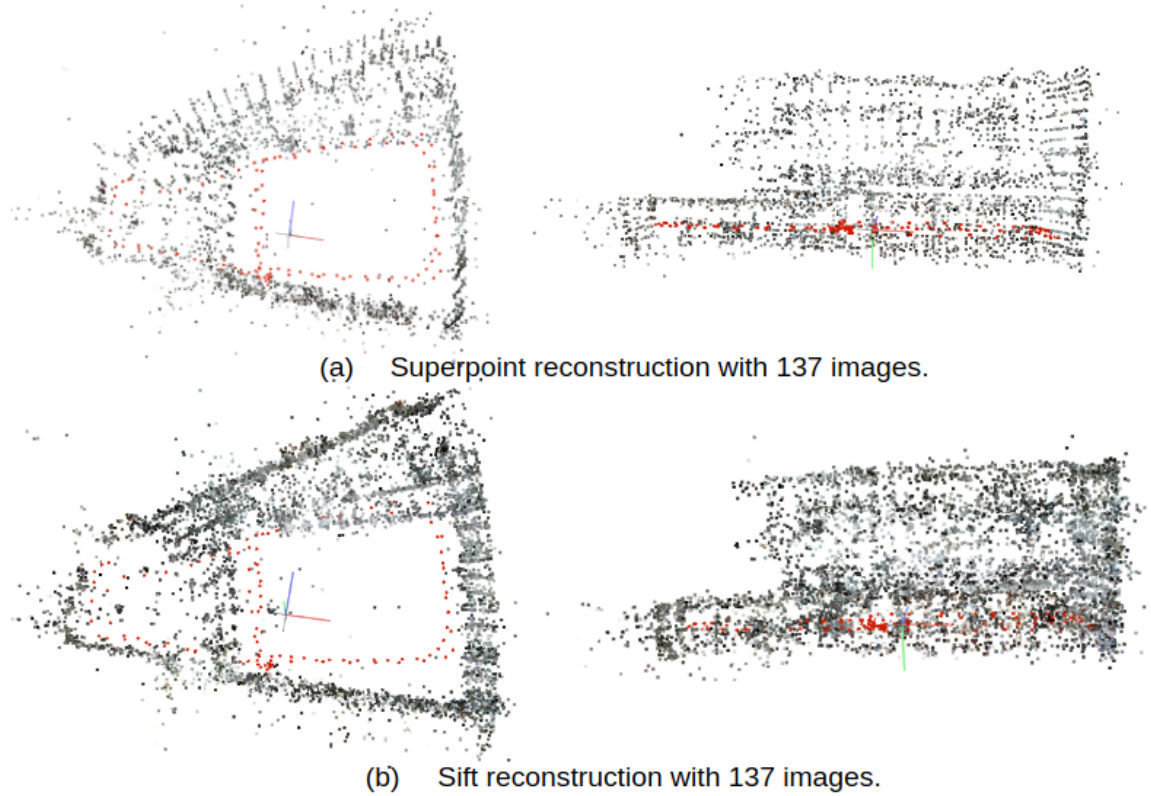 (a) Superpoint reconstruction with 137 images.
(b) Sift reconstruction with 137 images.